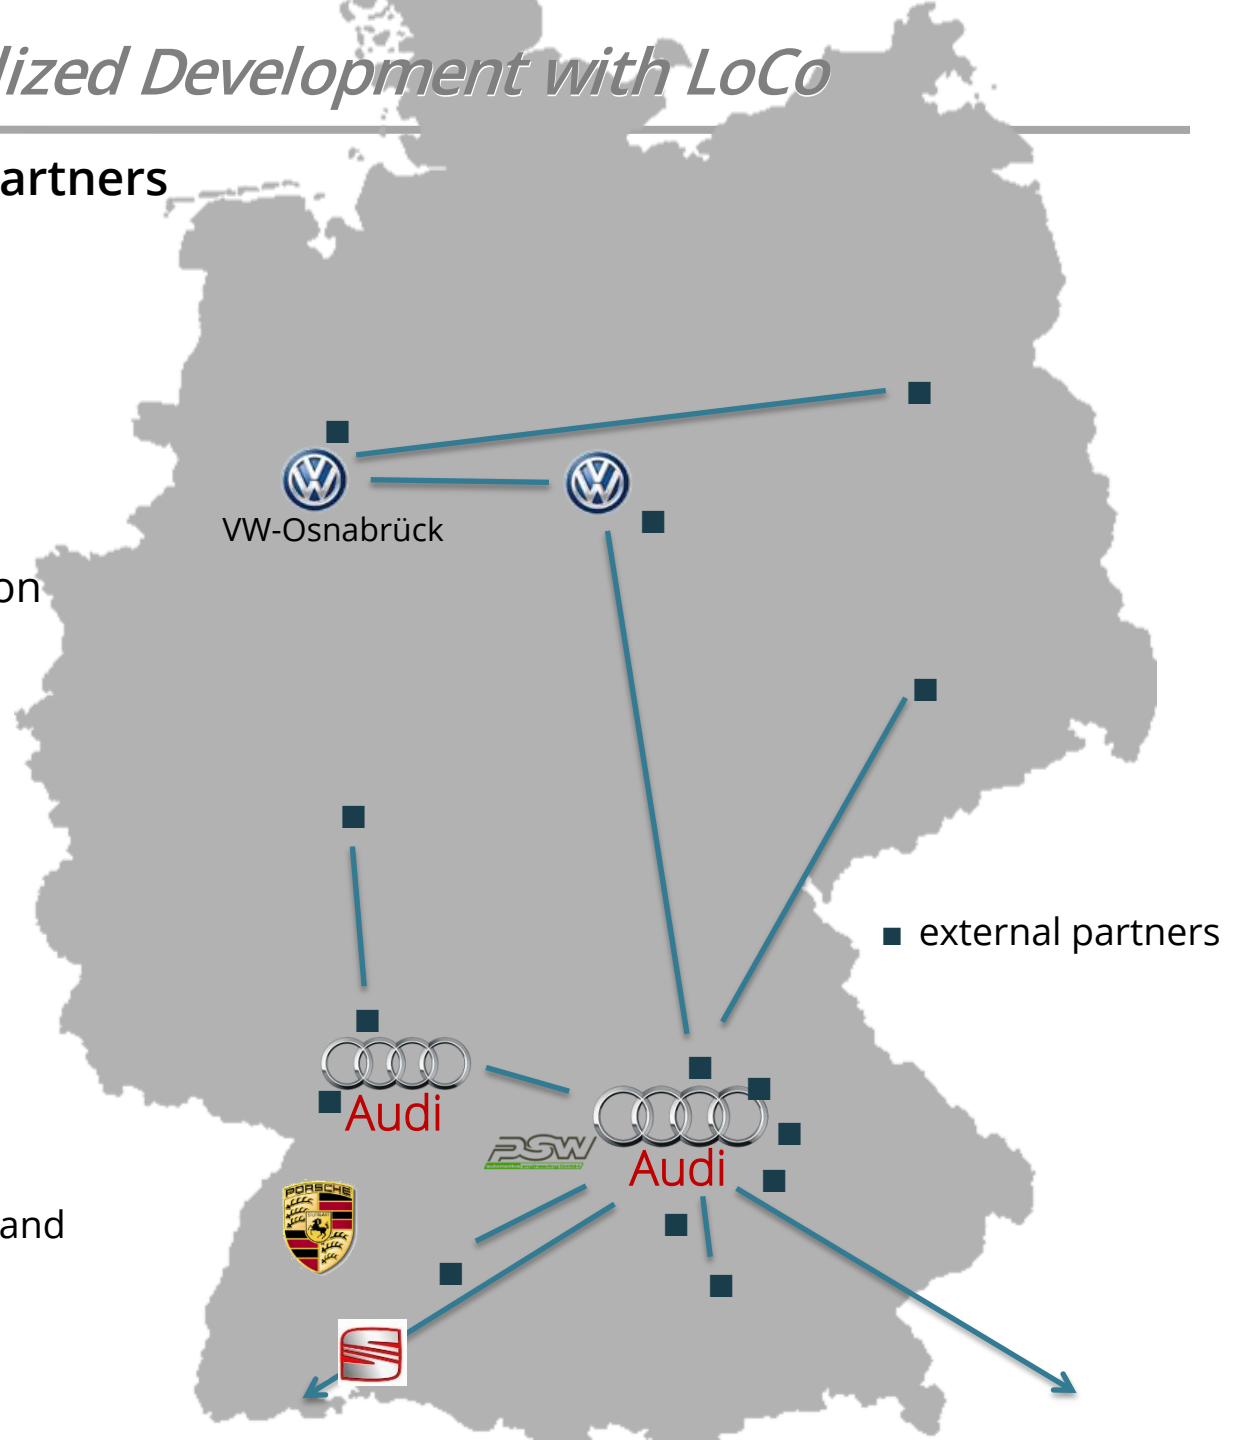 lized Development with LoCo
artners
VW-Osnabrück
on
external partners
Audi
PSW
Audi
PORSCHE
and